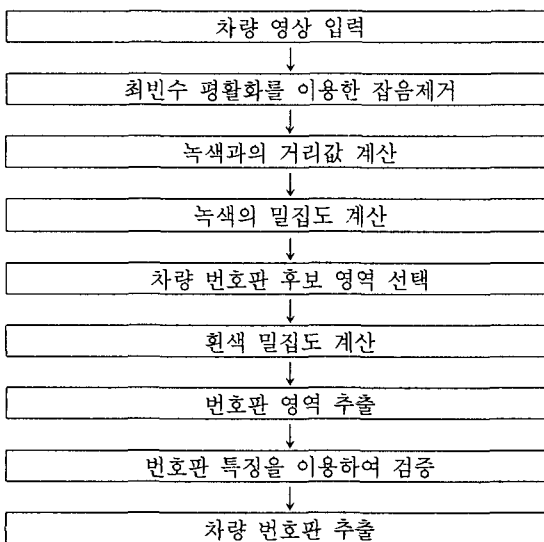 차량 영상 입력
최빈수 평활화를 이용한 잡음제거
녹색과의 거리값 계산
녹색의 밀집도 계산
차량 번호판 후보 영역 선택
흰색 밀집도 계산
번호판 영역 추출
번호판 특징을 이용하여 검증
차량 번호판 추출